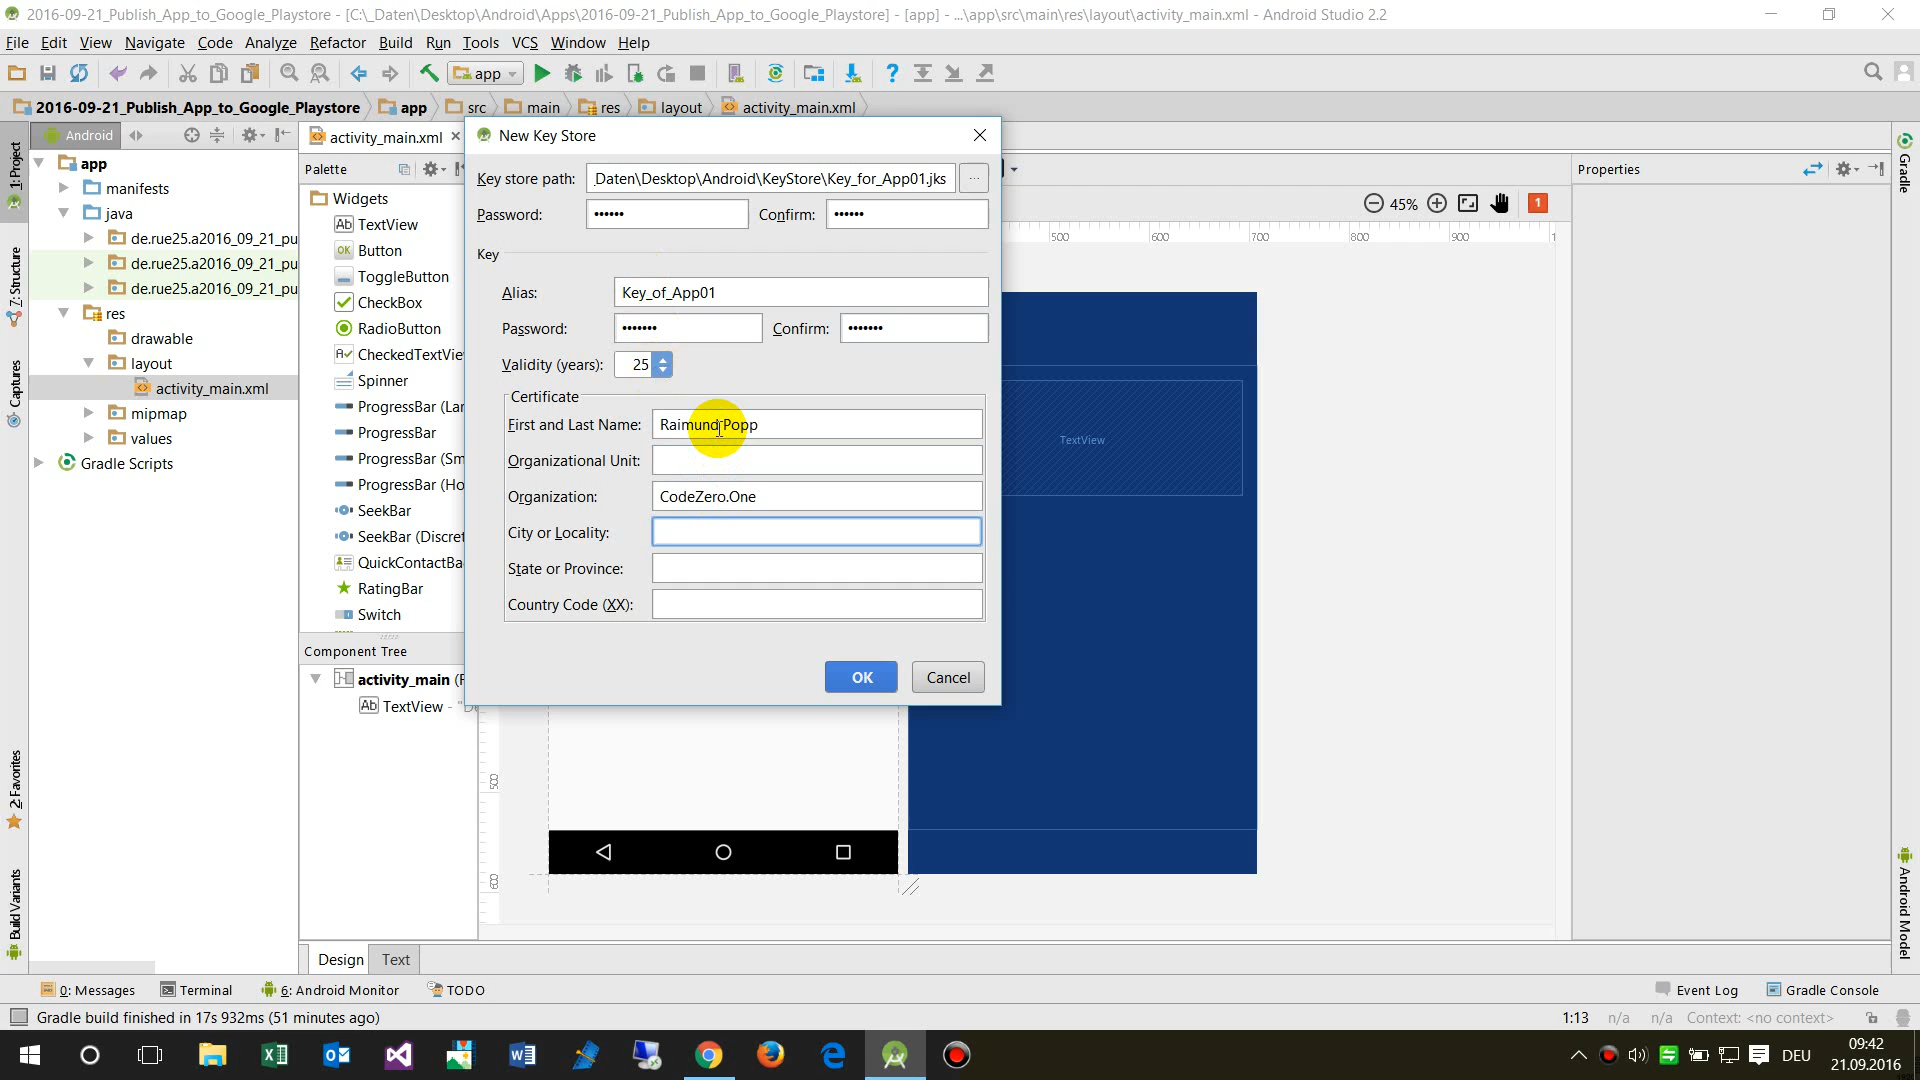 2016-09-21_Publish_App_to_Google_Playstore - [C:\_Daten\Desktop\Android\Apps\2016-09-21_Publish_App_to_Google_Playstore] - [app] - ...\app\src\main\res\layout\activity_main.xml - Android Studio 2.2
File Edit View Navigate Code Analyze Refactor Build Run Tools VCS Window Help
app
2016-09-21_Publish_App_to_Google_Playstore app src main res layout activity_main.xml
1: Project
7: Structure
Captures
2: Favorites
Build Variants
Android
app
manifests
java
de.rue25.a2016_09_21_pu
de.rue25.a2016_09_21_pu
de.rue25.a2016_09_21_pu
res
drawable
layout
activity_main.xml
mipmap
values
Gradle Scripts
activity_main.xml
Palette
Widgets
Ab TextView
OK Button
ToggleButton
CheckBox
RadioButton
CheckedTextVie
Spinner
ProgressBar (Lar
ProgressBar
ProgressBar (Sm
ProgressBar (Ho
SeekBar
SeekBar (Discret
QuickContactBa
RatingBar
Switch
Component Tree
activity_main (
Ab TextView - "
New Key Store
Key store path: _Daten\Desktop\Android\KeyStore\Key_for_App01.jks ...
Password: •••••• Confirm: ••••••
Key
Alias: Key_of_App01
Password: ••••••• Confirm: •••••••
Validity (years): 25
Certificate
First and Last Name: Raimund Popp
Organizational Unit:
Organization: CodeZero.One
City or Locality:
State or Province:
Country Code (XX):
OK Cancel
45% 1
500 600 700 800 900 1
TextView
500
600
Properties
Gradle
Android Model
Design Text
0: Messages Terminal 6: Android Monitor TODO Event Log Gradle Console
Gradle build finished in 17s 932ms (51 minutes ago) 1:13 n/a n/a Context: <no context>
DEU
09:42
21.09.2016